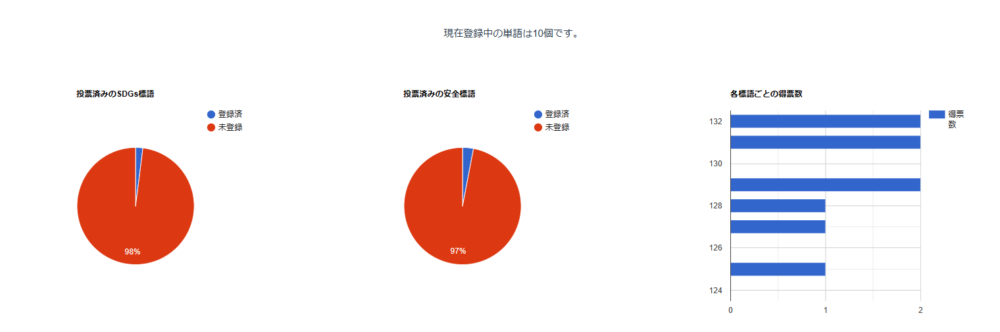 現在登録中の単語は10個です。
投票済みのSDGs標語
登録済
未登録
98%
投票済みの安全標語
登録済
未登録
97%
各標語ごとの得票数
得票
数
132
130
128
126
124
0 1 2